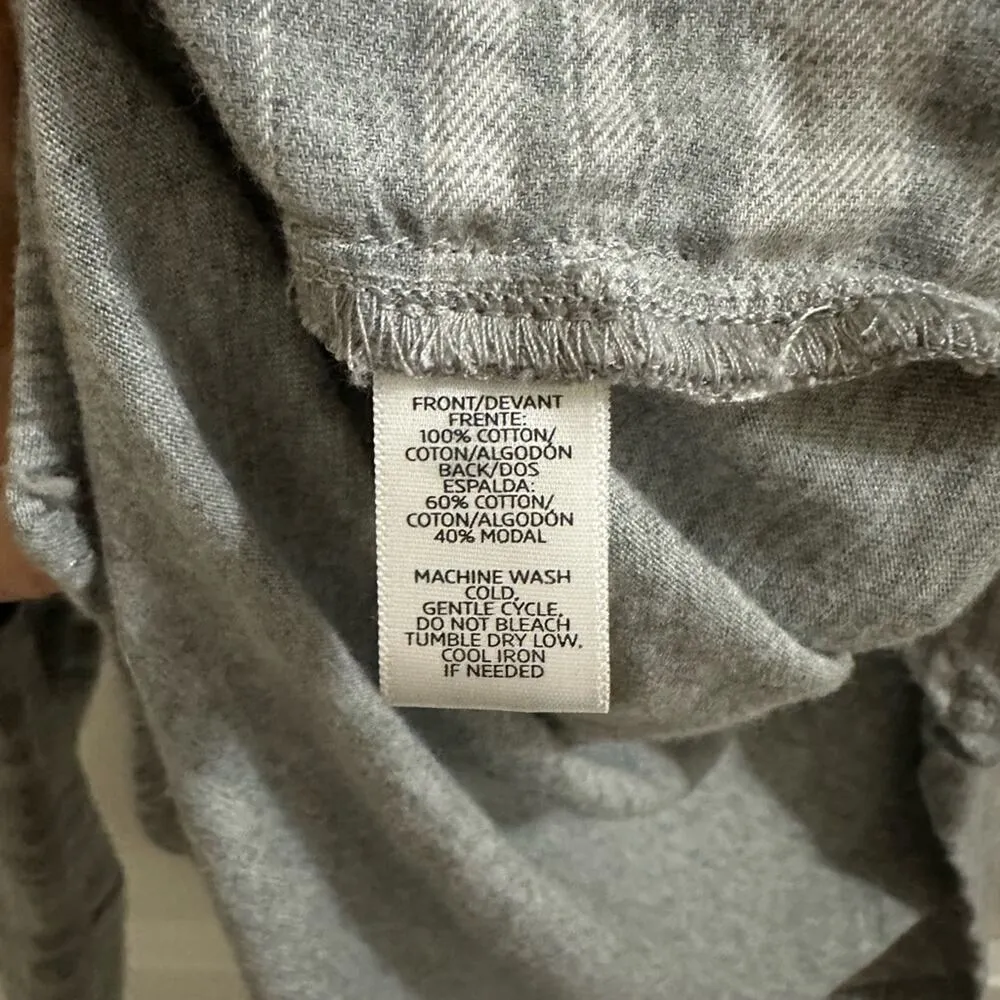 FRONT/DEVANT
FRENTE:
100% COTTON/
COTON/ALGODÓN
BACK/DOS
ESPALDA:
60% COTTON/
COTON/ALGODÓN
40% MODAL
MACHINE WASH
COLD,
GENTLE CYCLE,
DO NOT BLEACH
TUMBLE DRY LOW,
COOL IRON
IF NEEDED